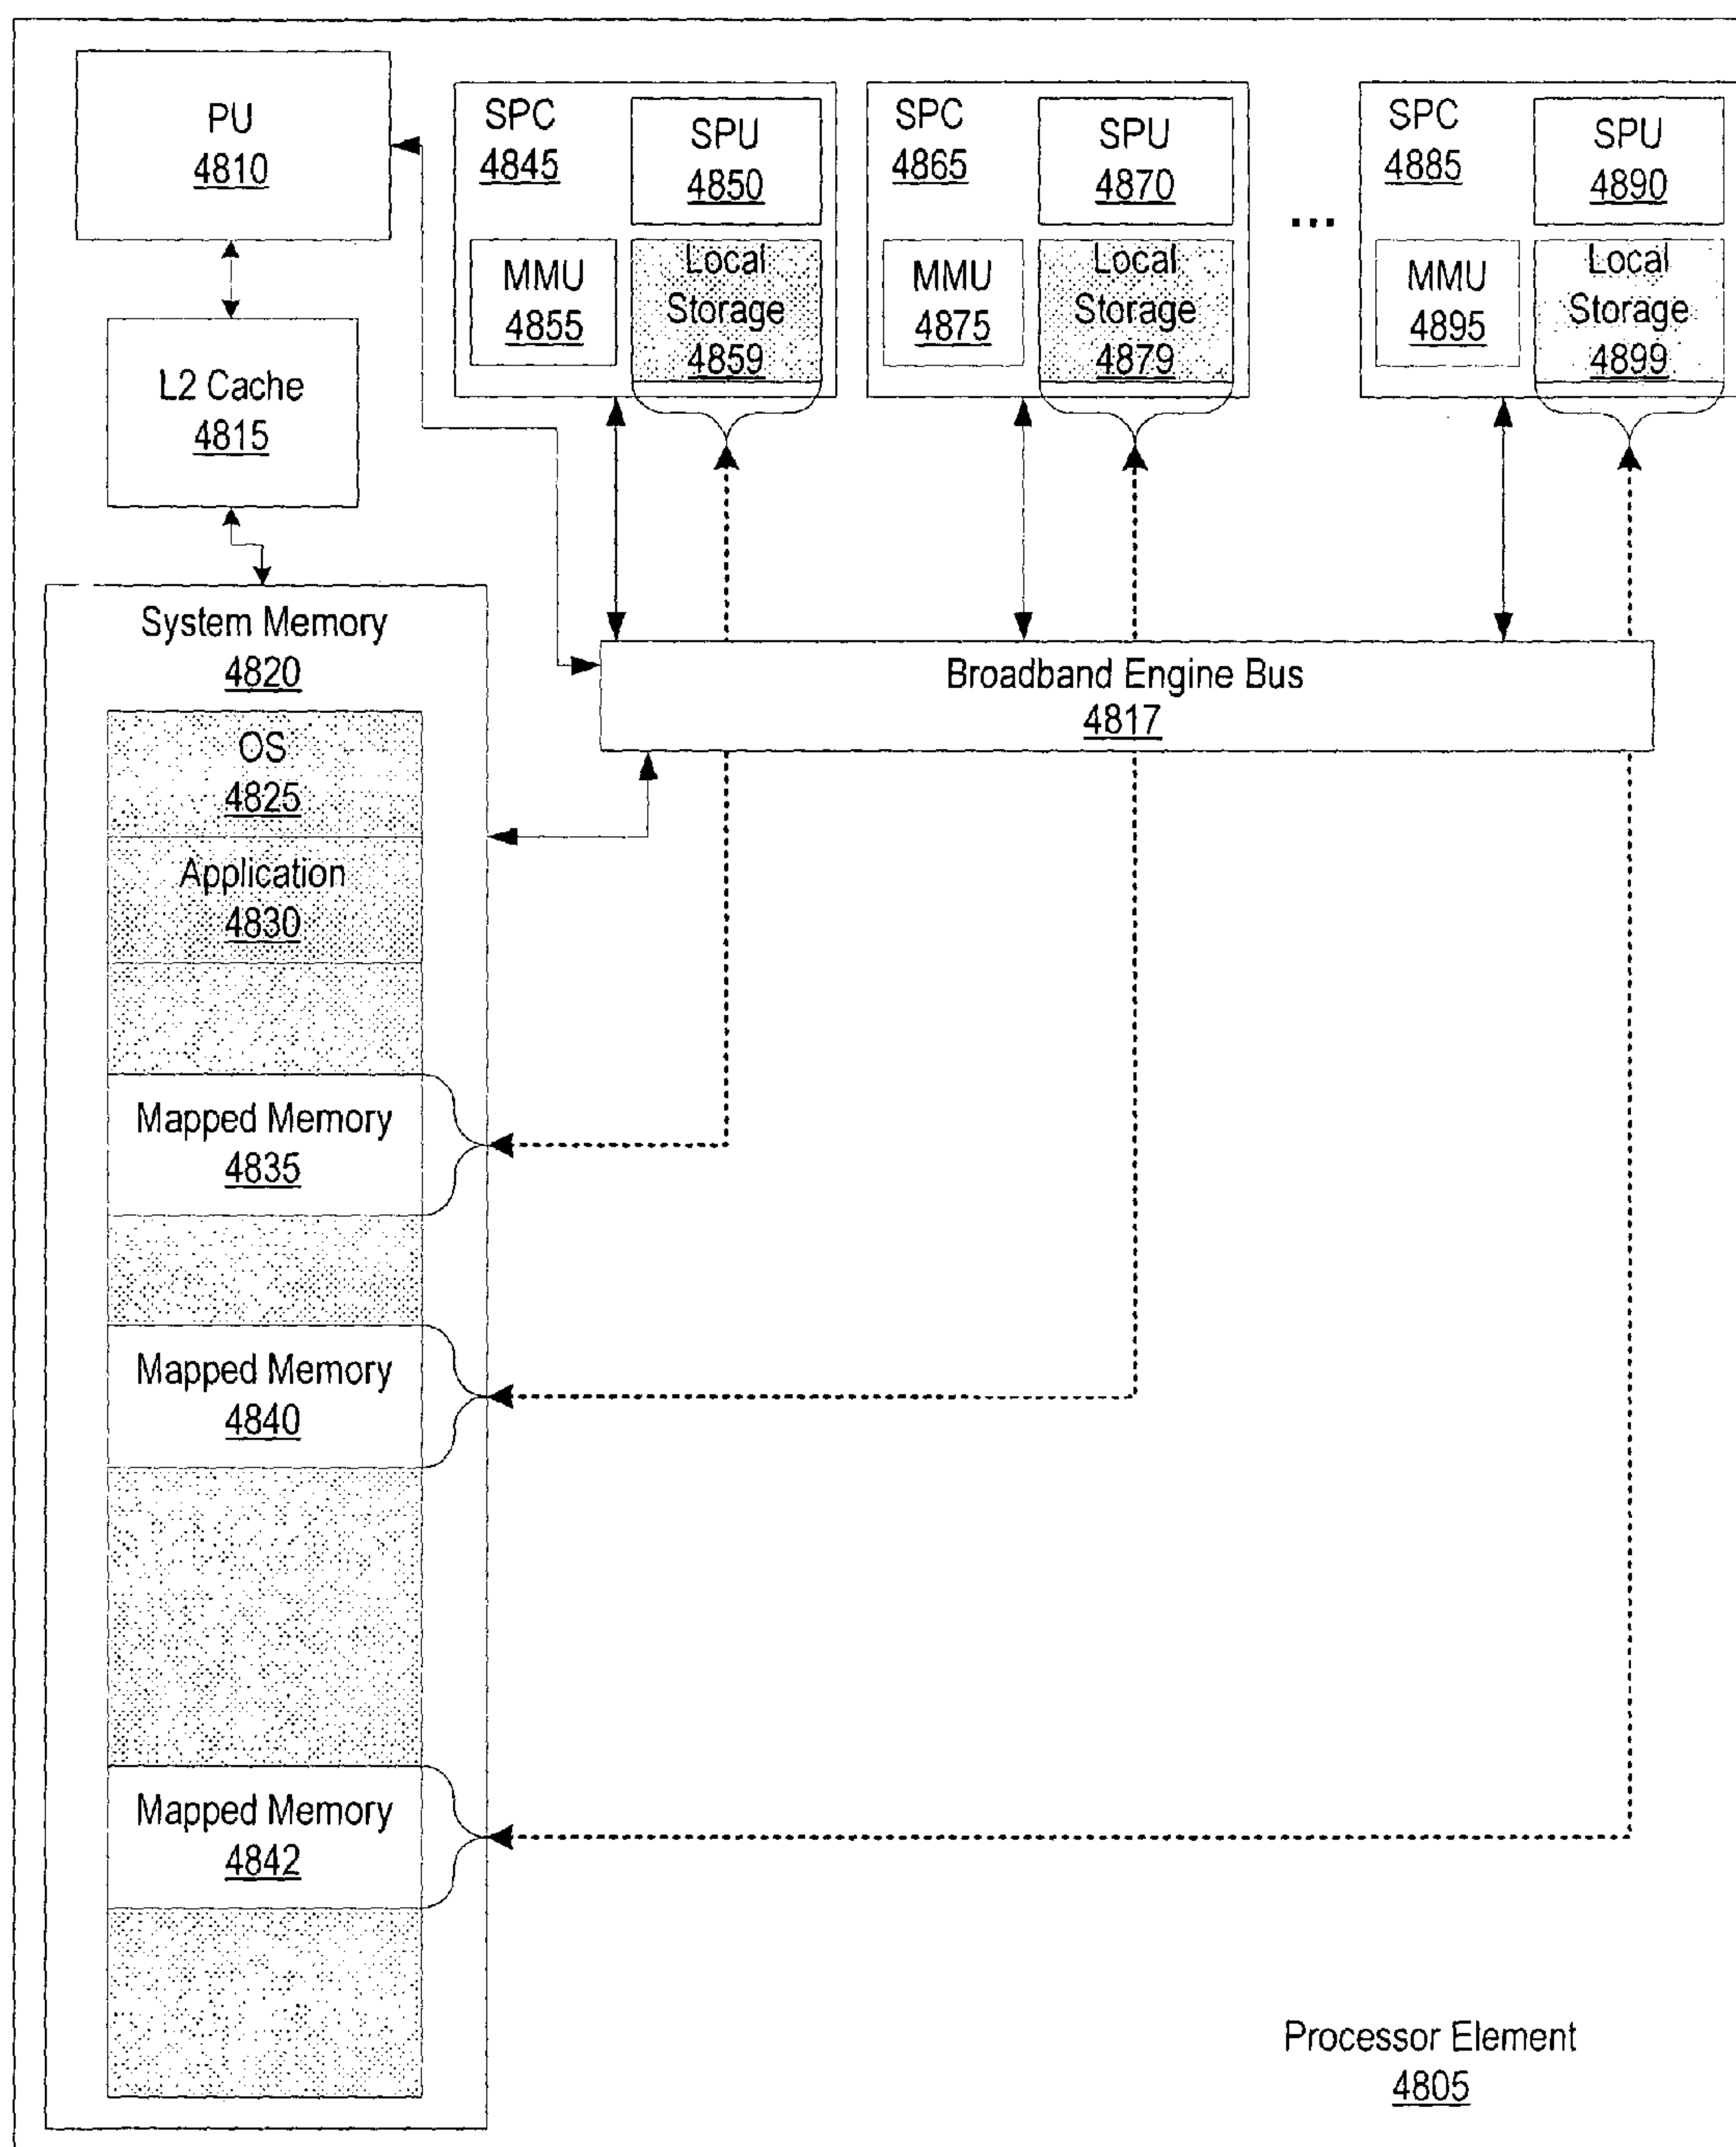 PU
4810
L2 Cache
4815
SPC
4845
SPU
4850
MMU
4855
Local
Storage
4859
SPC
4865
SPU
4870
MMU
4875
Local
Storage
4879
...
SPC
4885
SPU
4890
MMU
4895
Local
Storage
4899
Broadband Engine Bus
4817
System Memory
4820
OS
4825
Application
4830
Mapped Memory
4835
Mapped Memory
4840
Mapped Memory
4842
Processor Element
4805